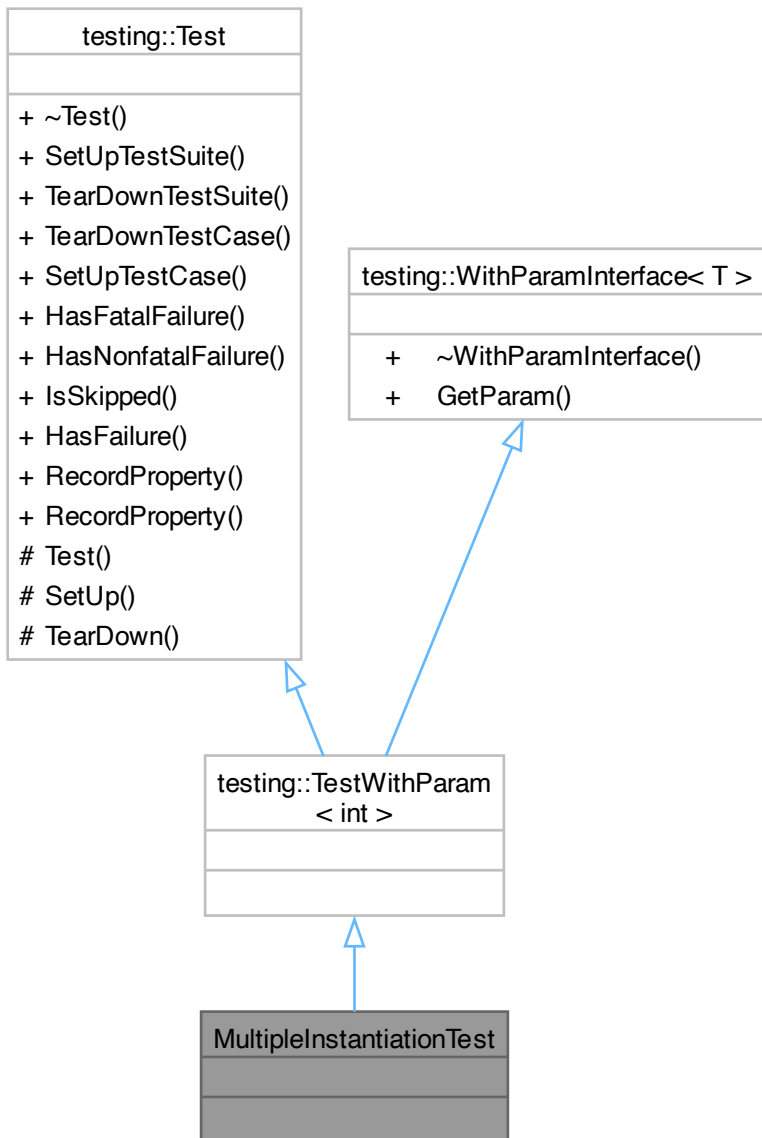 testing::Test
+ ~Test()
+ SetUpTestSuite()
+ TearDownTestSuite()
+ TearDownTestCase()
+ SetUpTestCase()
+ HasFatalFailure()
+ HasNonfatalFailure()
+ IsSkipped()
+ HasFailure()
+ RecordProperty()
+ RecordProperty()
# Test()
# SetUp()
# TearDown()
testing::WithParamInterface< T >
+ ~WithParamInterface()
+ GetParam()
testing::TestWithParam
< int >
MultipleInstantiationTest